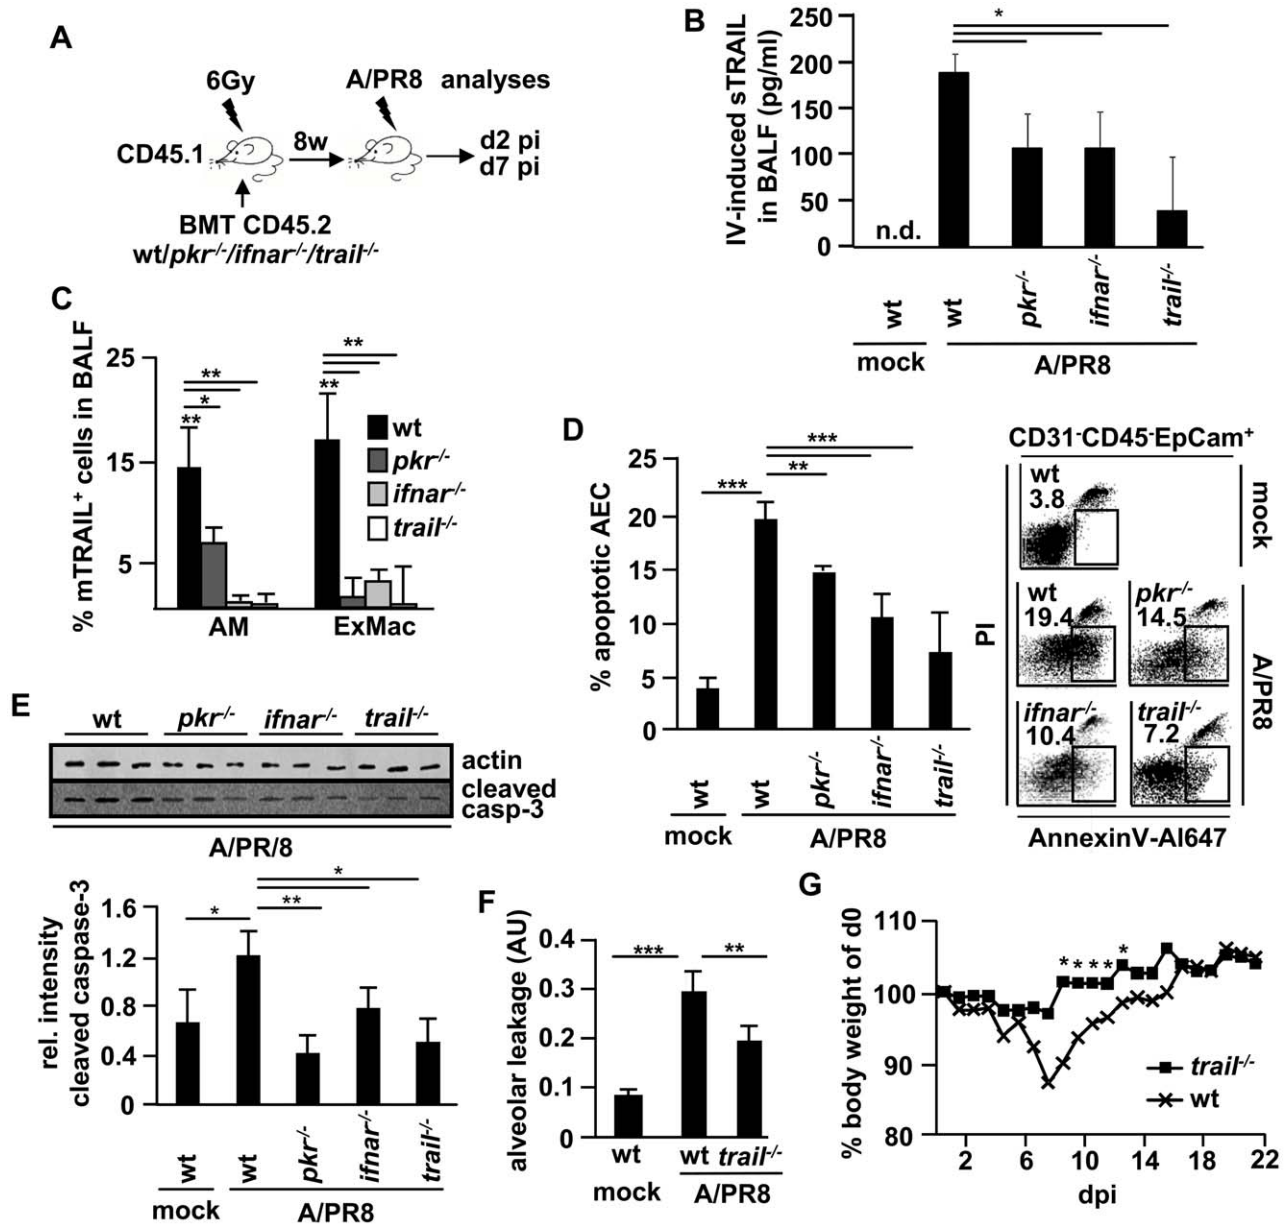 A
6Gy
A/PR8 analyses
CD45.1
8w
d2 pi
d7 pi
BMT CD45.2
wt/pkr-/-/ifnar-/-/trail-/-
B
IV-induced sTRAIL
in BALF (pg/ml)
250
200
150
100
50
0
*
n.d.
wt
wt
pkr-/-
ifnar-/-
trail-/-
mock
A/PR8
C
% mTRAIL+ cells in BALF
25
15
5
**
*
**
**
**
wt
pkr-/-
ifnar-/-
trail-/-
AM
ExMac
D
% apoptotic AEC
25
20
15
10
5
0
***
***
**
wt
wt
pkr-/-
ifnar-/-
trail-/-
mock
A/PR8
CD31-CD45-EpCam+
wt
3.8
mock
wt
19.4
pkr-/-
14.5
ifnar-/-
10.4
trail-/-
7.2
A/PR8
PI
AnnexinV-Al647
E
wt
pkr-/-
ifnar-/-
trail-/-
actin
cleaved
casp-3
A/PR/8
rel. intensity
cleaved caspase-3
1.6
1.2
0.8
0.4
0
*
*
**
wt
wt
pkr-/-
ifnar-/-
trail-/-
mock
A/PR8
F
alveolar leakage (AU)
0.4
0.3
0.2
0.1
0
***
**
wt
wt
trail-/-
mock
A/PR8
G
% body weight of d0
110
100
90
80
* * * *
*
trail-/-
wt
2
6
10
14
18
22
dpi